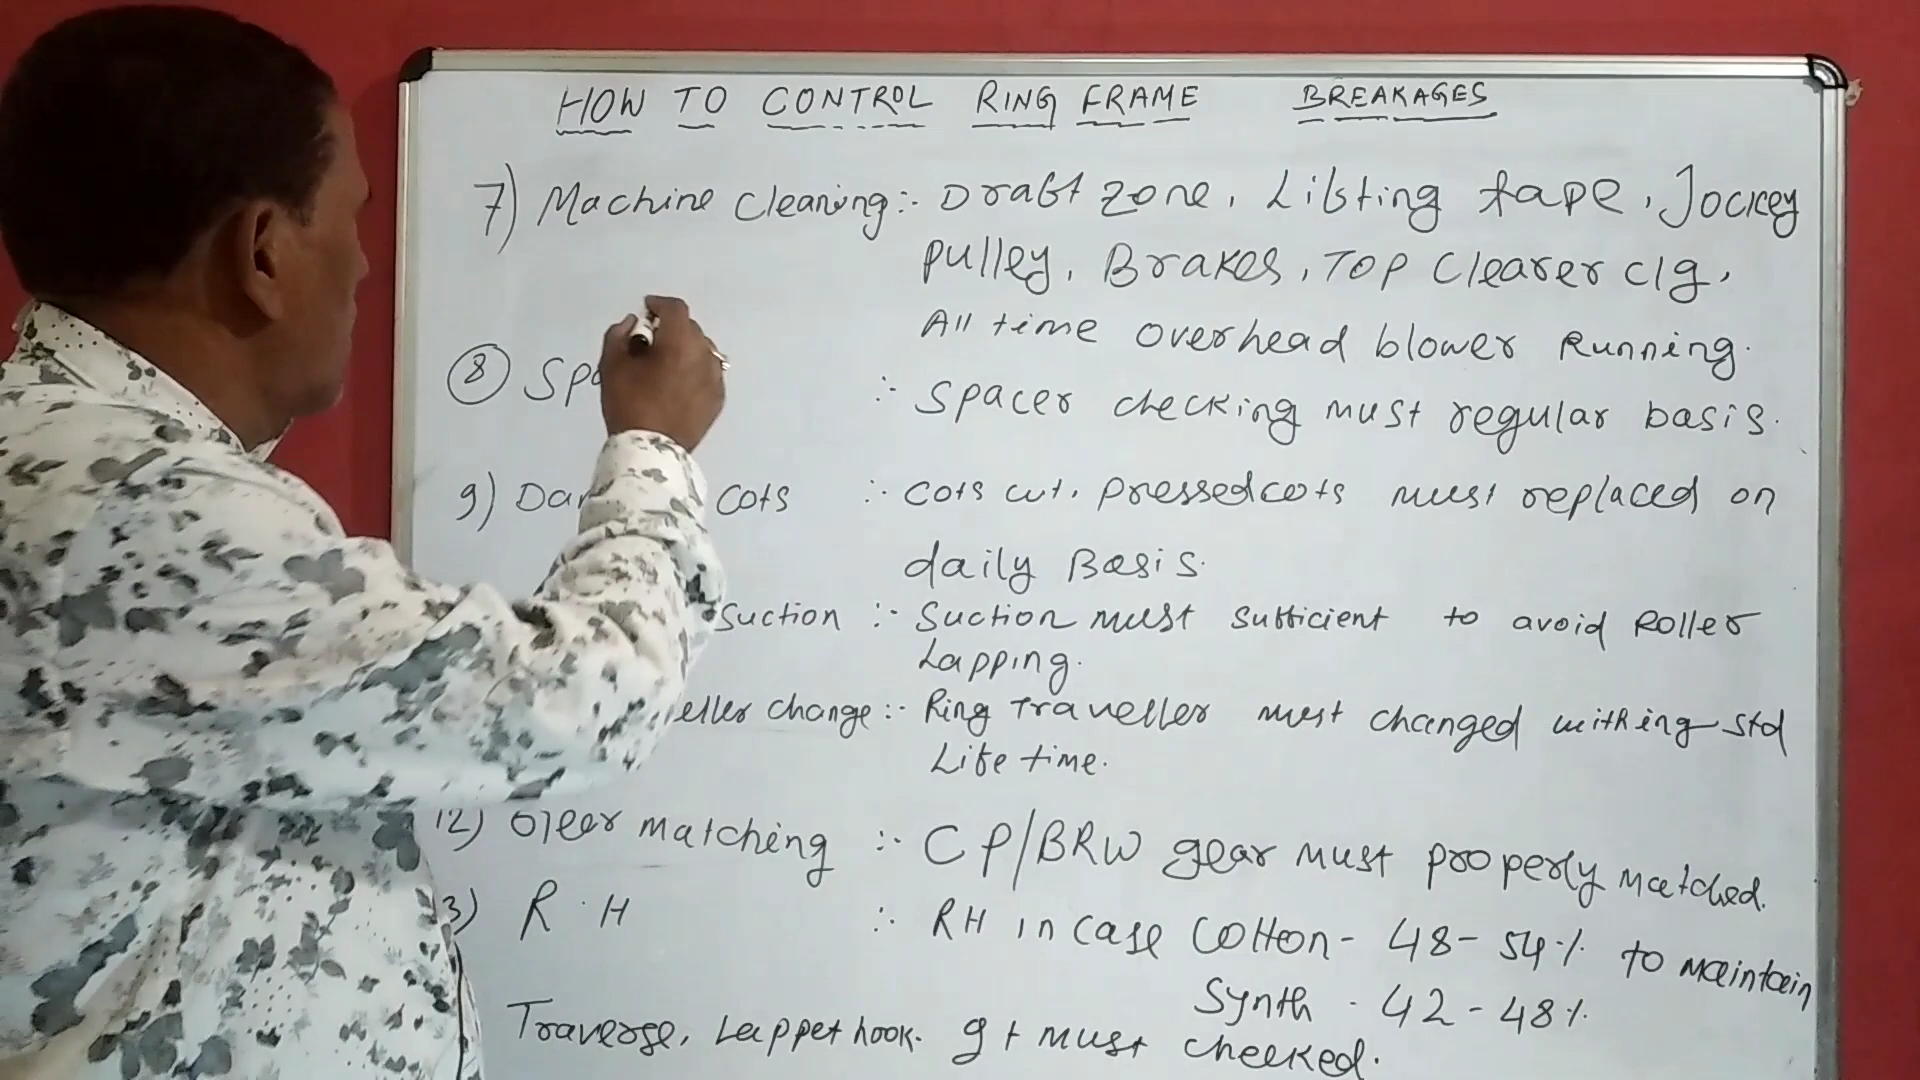 HOW TO CONTROL RING FRAME BREAKAGES
7) Machine Cleaning:- Draft zone, Lifting tape, Jockey
pulley, Brakes, TOP Clearer clg,
All time overhead blower Running.
8 Spa :- Spacer checking must regular basis.
9) Dam Cots :- Cots cut, pressed cots must replaced on
daily Basis.
Suction :- Suction must sufficient to avoid Roller
Lapping.
eller change :- Ring Traveller must changed withing std
Life time.
12) Gear matching :- CP/BRW gear must properly matched.
3) R.H :- RH in case Cotton - 48-54% to maintain
Synth - 42-48%
Traverse, Lappet hook. gt must checked.